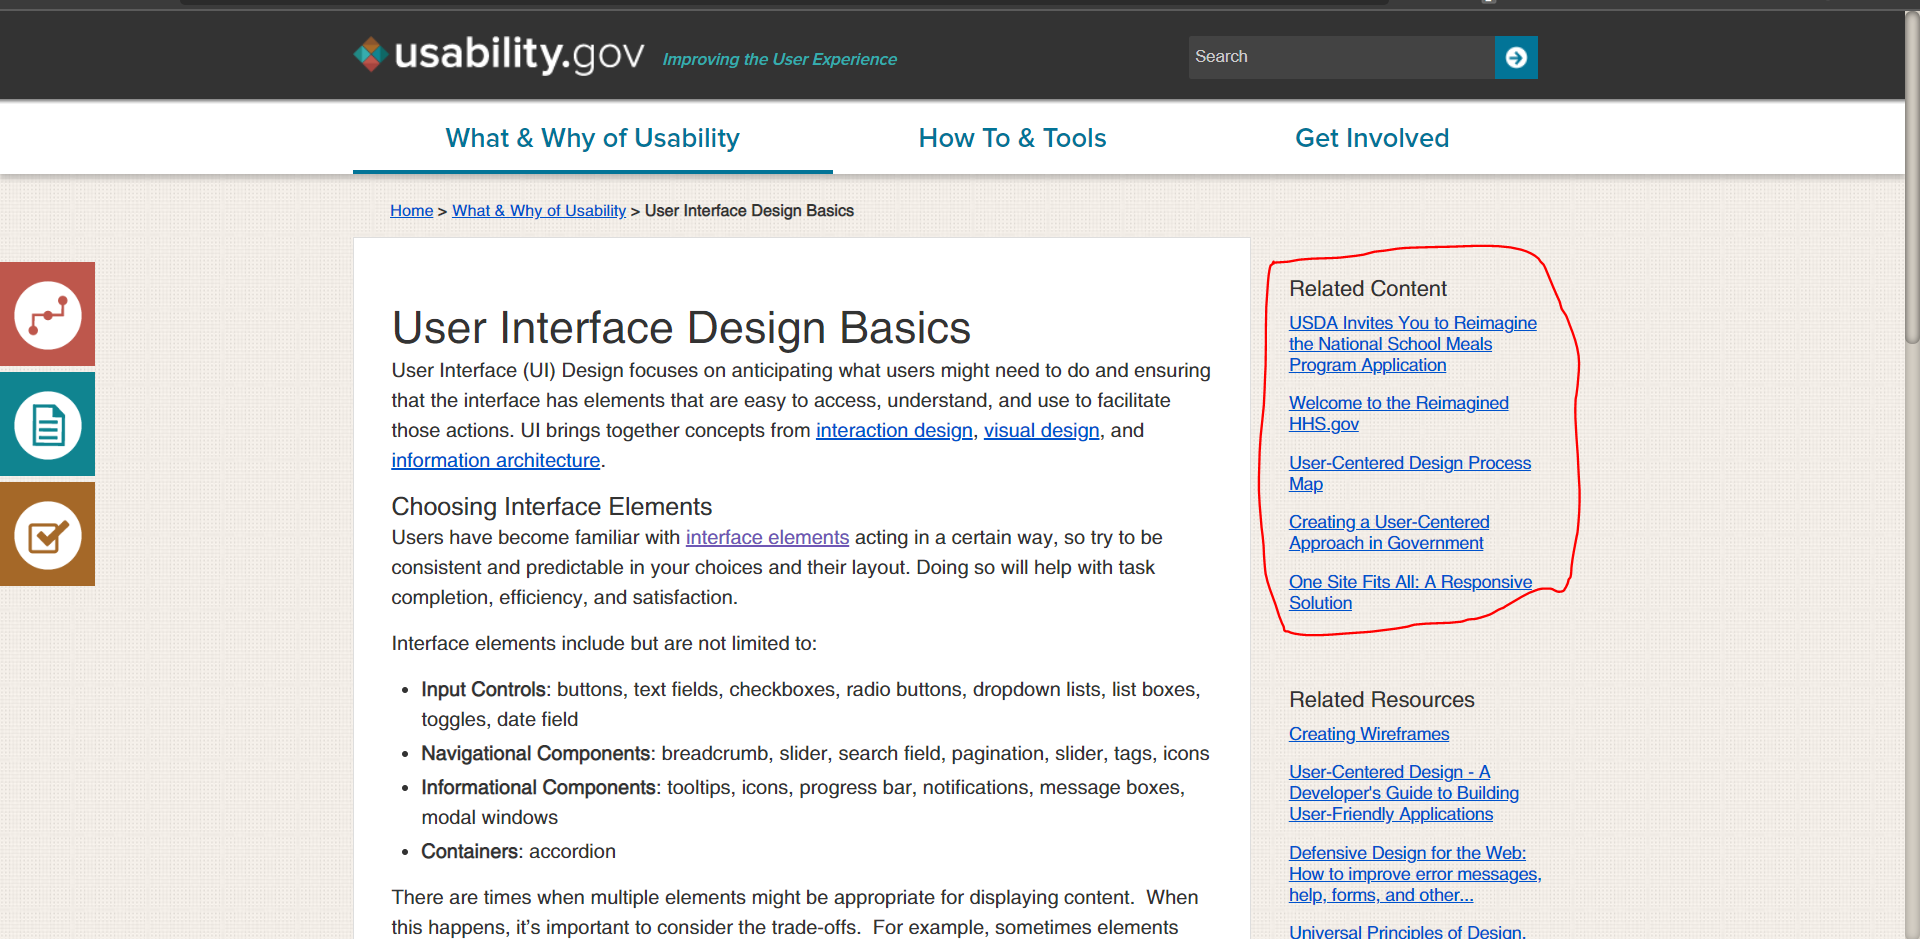 usability.gov Improving the User Experience
Search
What & Why of Usability
How To & Tools
Get Involved
Home > What & Why of Usability > User Interface Design Basics
User Interface Design Basics
User Interface (UI) Design focuses on anticipating what users might need to do and ensuring
that the interface has elements that are easy to access, understand, and use to facilitate
those actions. UI brings together concepts from interaction design, visual design, and
information architecture.
Choosing Interface Elements
Users have become familiar with interface elements acting in a certain way, so try to be
consistent and predictable in your choices and their layout. Doing so will help with task
completion, efficiency, and satisfaction.
Interface elements include but are not limited to:
• Input Controls: buttons, text fields, checkboxes, radio buttons, dropdown lists, list boxes,
toggles, date field
• Navigational Components: breadcrumb, slider, search field, pagination, slider, tags, icons
• Informational Components: tooltips, icons, progress bar, notifications, message boxes,
modal windows
• Containers: accordion
There are times when multiple elements might be appropriate for displaying content.  When
this happens, it’s important to consider the trade-offs.  For example, sometimes elements
Related Content
USDA Invites You to Reimagine
the National School Meals
Program Application
Welcome to the Reimagined
HHS.gov
User-Centered Design Process
Map
Creating a User-Centered
Approach in Government
One Site Fits All: A Responsive
Solution
Related Resources
Creating Wireframes
User-Centered Design - A
Developer's Guide to Building
User-Friendly Applications
Defensive Design for the Web:
How to improve error messages,
help, forms, and other...
Universal Principles of Design,